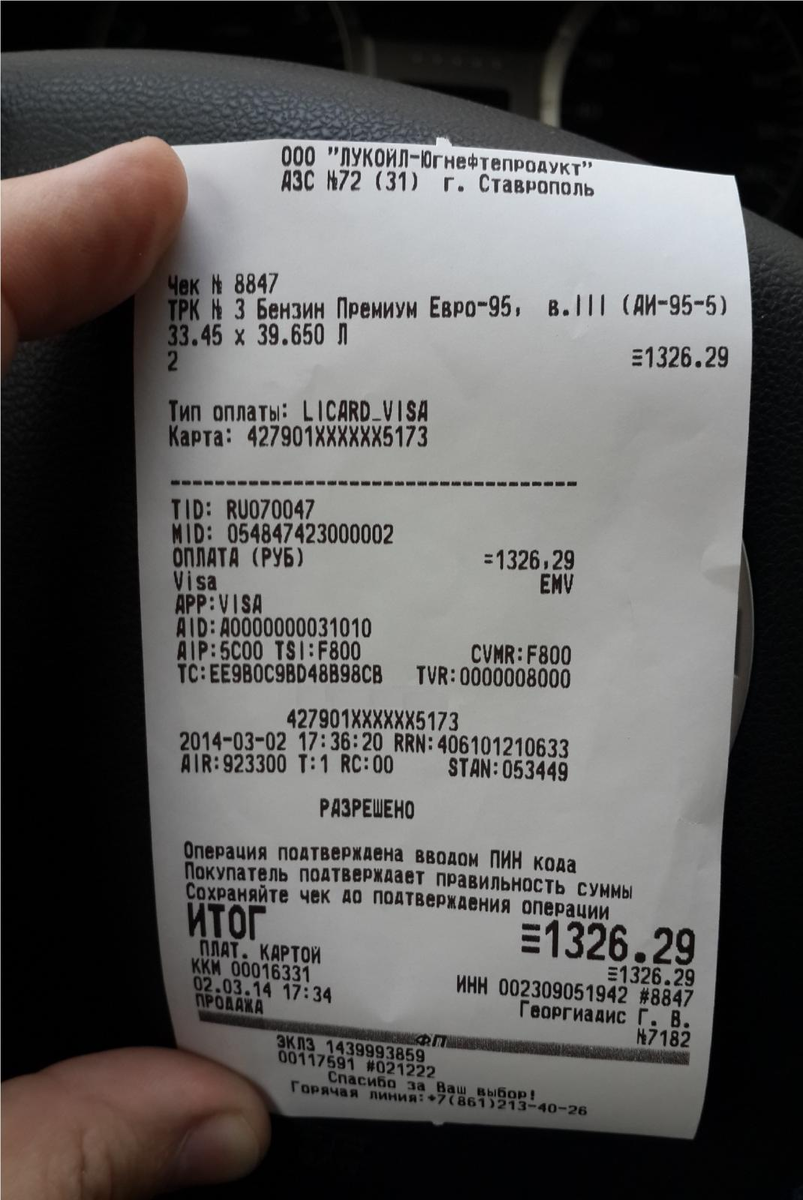 ООО "ЛУКОЙЛ-Югнефтепродукт"
АЗС №72 (31) г. Ставрополь
Чек № 8847
ТРК № 3 Бензин Премиум Евро-95, в.III (АИ-95-5)
33.45 x 39.650 Л
2 ≡1326.29
Тип оплаты: LICARD_VISA
Карта: 427901XXXXXX5173
--------------------------------
TID: RU070047
MID: 054847423000002
ОПЛАТА (РУБ) =1326,29
Visa EMV
APP:VISA
AID:A0000000031010
AIP:5C00 TSI:F800 CVMR:F800
TC:EE9B0C9BD48B98CB TVR:0000008000
427901XXXXXX5173
2014-03-02 17:36:20 RRN:406101210633
AIR:923300 T:1 RC:00 STAN:053449
РАЗРЕШЕНО
Операция подтверждена вводом ПИН кода
Покупатель подтверждает правильность суммы
Сохраняйте чек до подтверждения операции
ИТОГ ≡1326.29
ПЛАТ. КАРТОЙ ≡1326.29
ККМ 00016331 ИНН 002309051942 #8847
02.03.14 17:34 Георгиадис Г. В.
ПРОДАЖА №7182
ФП
ЭКЛЗ 1439993859
00117591 #021222
Спасибо за Ваш выбор!
Горячая линия:+7(861)213-40-26